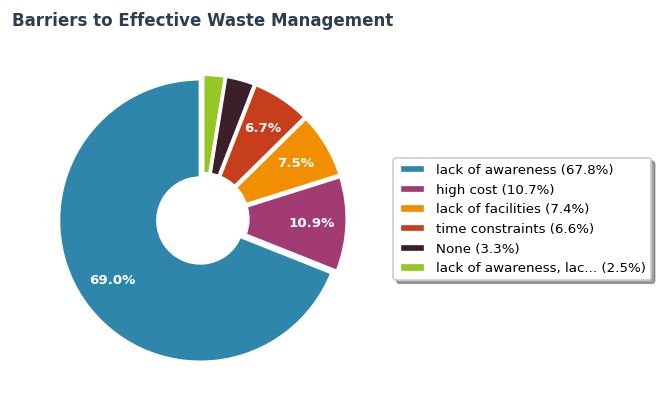 Barriers to Effective Waste Management
6.7%
7.5%
10.9%
69.0%
lack of awareness (67.8%)
high cost (10.7%)
lack of facilities (7.4%)
time constraints (6.6%)
None (3.3%)
lack of awareness, lac... (2.5%)